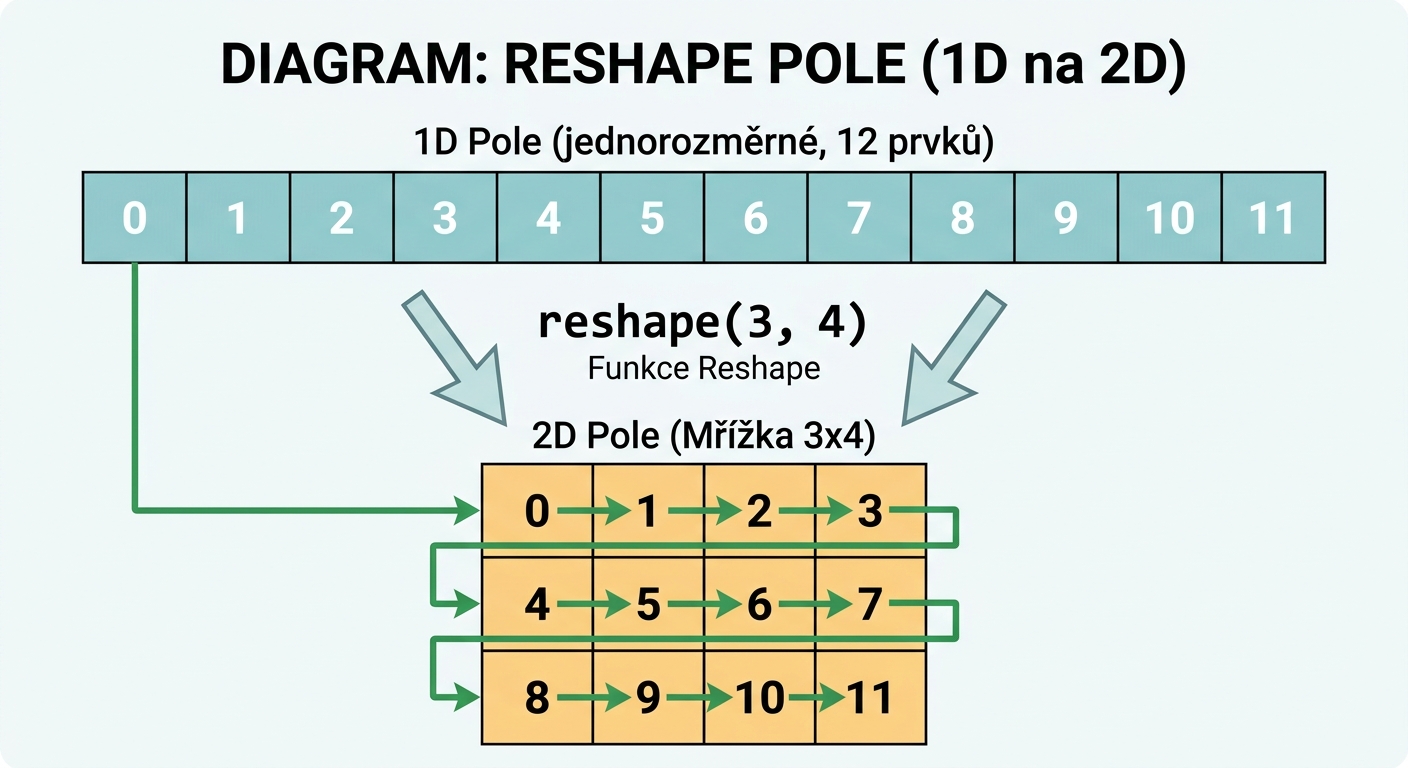 DIAGRAM: RESHAPE POLE (1D na 2D)
1D Pole (jednorozměrné, 12 prvků)
0 1 2 3 4 5 6 7 8 9 10 11
reshape(3, 4)
Funkce Reshape
2D Pole (Mřížka 3x4)
0 1 2 3
4 5 6 7
8 9 10 11